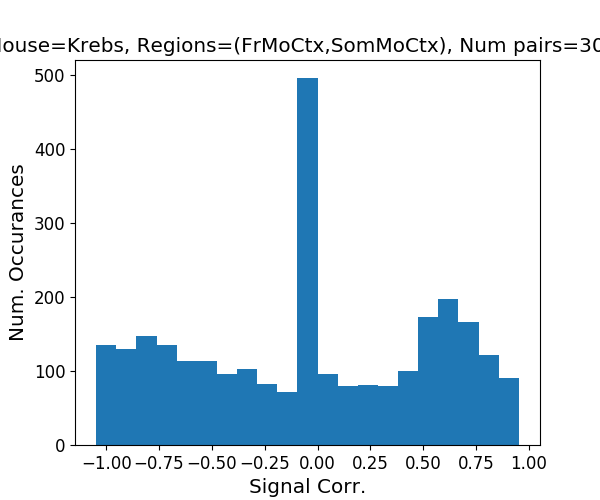 ouse=Krebs, Regions=(FrMoCtx,SomMoCtx), Num pairs=30
500
400
300
200
100
0
Num. Occurances
−1.00 −0.75 −0.50 −0.25 0.00 0.25 0.50 0.75 1.00
Signal Corr.